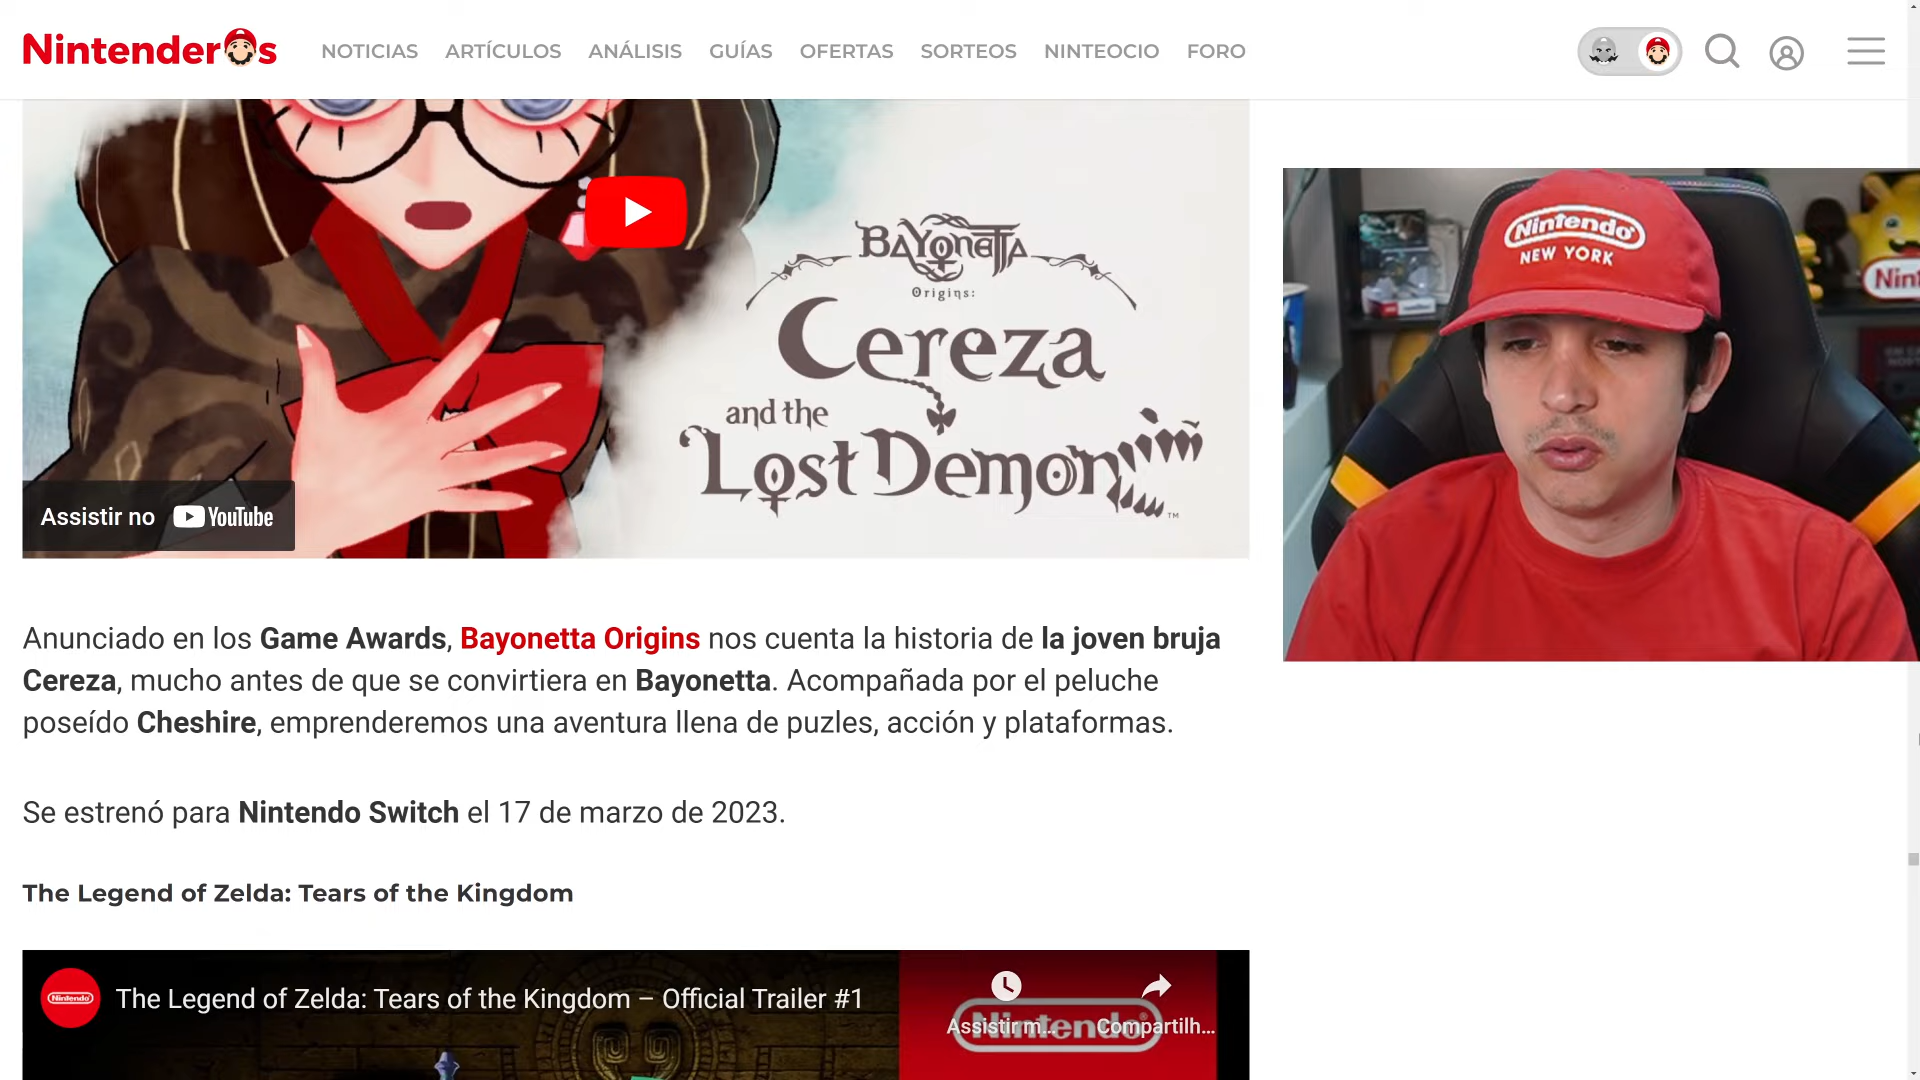 Nintenderos
NOTICIAS ARTÍCULOS ANÁLISIS GUÍAS OFERTAS SORTEOS NINTEOCIO FORO
BAYONETTA
Origins:
Cereza
and the
Lost Demon
™
Assistir no YouTube
Nintendo
NEW YORK
Anunciado en los Game Awards, Bayonetta Origins nos cuenta la historia de la joven bruja
Cereza, mucho antes de que se convirtiera en Bayonetta. Acompañada por el peluche
poseído Cheshire, emprenderemos una aventura llena de puzles, acción y plataformas.
Se estrenó para Nintendo Switch el 17 de marzo de 2023.
The Legend of Zelda: Tears of the Kingdom
Nintendo
The Legend of Zelda: Tears of the Kingdom – Official Trailer #1
Assistir m... Compartilh...
Nintendo